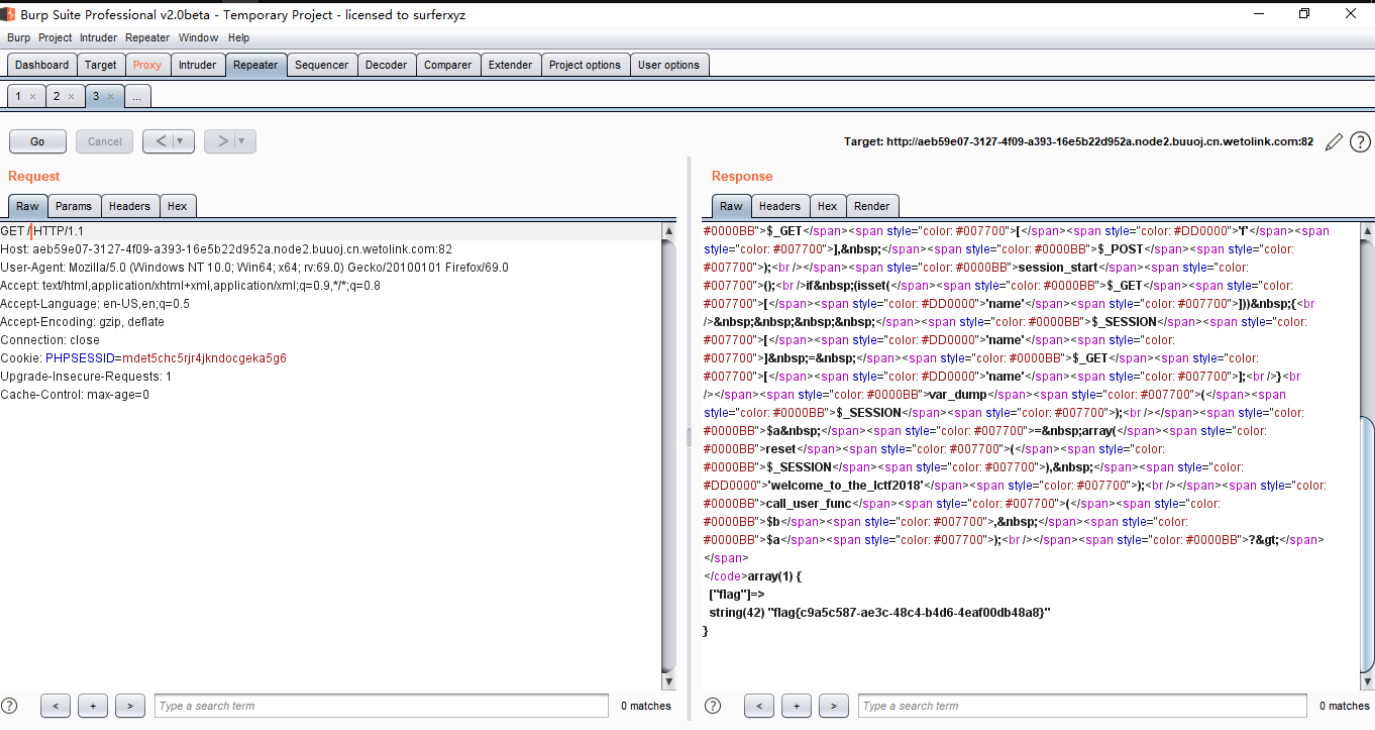 Burp Suite Professional v2.0beta - Temporary Project - licensed to surferxyz
Burp Project Intruder Repeater Window Help
Dashboard Target Proxy Intruder Repeater Sequencer Decoder Comparer Extender Project options User options
1 × 2 × 3 × ...
Go Cancel < > Target: http://aeb59e07-3127-4f09-a393-16e5b22d952a.node2.buuoj.cn.wetolink.com:82
Request
Raw Params Headers Hex
GET / HTTP/1.1
Host: aeb59e07-3127-4f09-a393-16e5b22d952a.node2.buuoj.cn.wetolink.com:82
User-Agent: Mozilla/5.0 (Windows NT 10.0; Win64; x64; rv:69.0) Gecko/20100101 Firefox/69.0
Accept: text/html,application/xhtml+xml,application/xml;q=0.9,*/*;q=0.8
Accept-Language: en-US,en;q=0.5
Accept-Encoding: gzip, deflate
Connection: close
Cookie: PHPSESSID=mdet5chc5rjr4jkndocgeka5g6
Upgrade-Insecure-Requests: 1
Cache-Control: max-age=0
? < + > Type a search term 0 matches
Response
Raw Headers Hex Render
#0000BB">$_GET</span><span style="color: #007700">[</span><span style="color: #DD0000">'f'</span><span
style="color: #007700">],&nbsp;</span><span style="color: #0000BB">$_POST</span><span style="color:
#007700">);<br /></span><span style="color: #0000BB">session_start</span><span style="color:
#007700">();<br />if&nbsp;(isset(</span><span style="color: #0000BB">$_GET</span><span style="color:
#007700">[</span><span style="color: #DD0000">'name'</span><span style="color: #007700">]))&nbsp;{<br
/>&nbsp;&nbsp;&nbsp;&nbsp;</span><span style="color: #0000BB">$_SESSION</span><span style="color:
#007700">[</span><span style="color: #DD0000">'name'</span><span style="color:
#007700">]&nbsp;=&nbsp;</span><span style="color: #0000BB">$_GET</span><span style="color:
#007700">[</span><span style="color: #DD0000">'name'</span><span style="color: #007700">];<br />}<br
/></span><span style="color: #0000BB">var_dump</span><span style="color: #007700">(</span><span
style="color: #0000BB">$_SESSION</span><span style="color: #007700">);<br /></span><span style="color:
#0000BB">$a&nbsp;</span><span style="color: #007700">=&nbsp;array(</span><span style="color:
#0000BB">reset</span><span style="color: #007700">(</span><span style="color:
#0000BB">$_SESSION</span><span style="color: #007700">),&nbsp;</span><span style="color:
#DD0000">'welcome_to_the_lctf2018'</span><span style="color: #007700">);<br /></span><span style="color:
#0000BB">call_user_func</span><span style="color: #007700">(</span><span style="color:
#0000BB">$b</span><span style="color: #007700">,&nbsp;</span><span style="color:
#0000BB">$a</span><span style="color: #007700">);<br /></span><span style="color: #0000BB">?&gt;</span>
</span>
</code>array(1) {
["flag"]=>
string(42) "flag{c9a5c587-ae3c-48c4-b4d6-4eaf00db48a8}"
}
? < + > Type a search term 0 matches